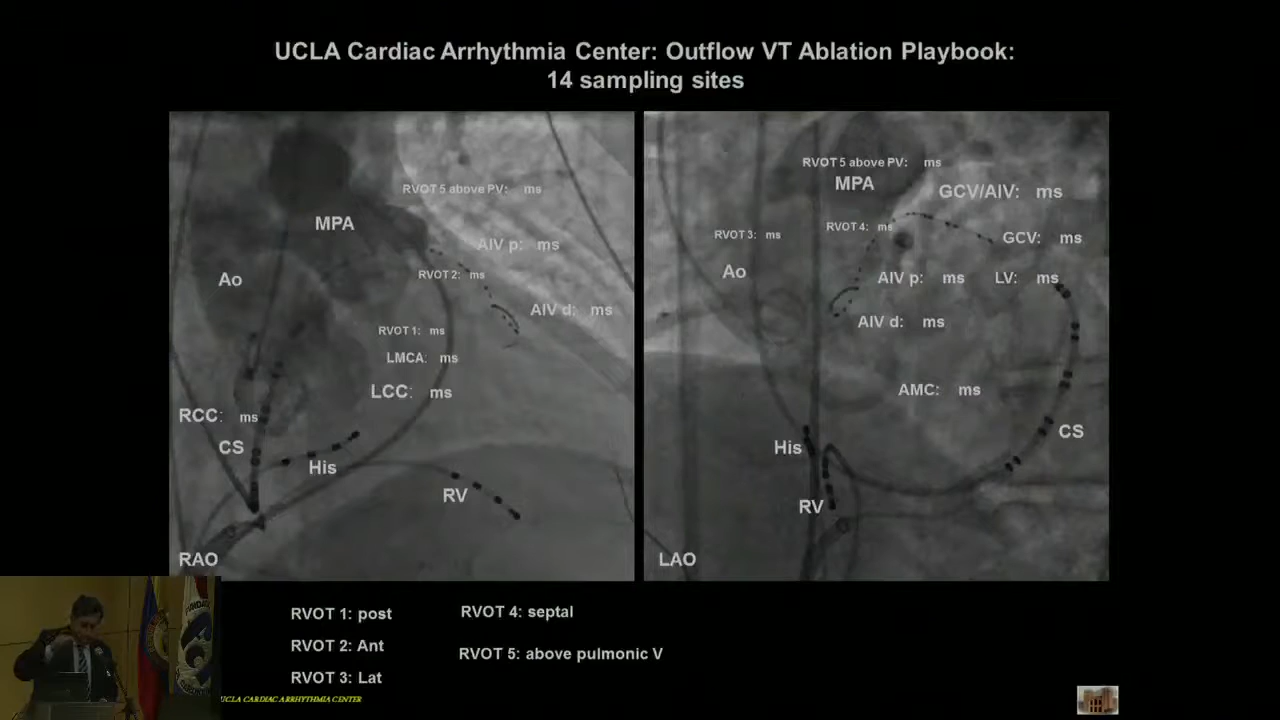 UCLA Cardiac Arrhythmia Center: Outflow VT Ablation Playbook:
14 sampling sites
RVOT 5 above PV: ms
MPA
AIV p: ms
Ao
RVOT 2: ms
AIV d: ms
RVOT 1: ms
LMCA: ms
LCC: ms
RCC: ms
CS
His
RV
RAO
RVOT 5 above PV: ms
MPA
GCV/AIV: ms
RVOT 4: ms
RVOT 3: ms
GCV: ms
Ao
AIV p: ms
LV: ms
AIV d: ms
AMC: ms
CS
His
RV
LAO
RVOT 1: post
RVOT 2: Ant
RVOT 3: Lat
RVOT 4: septal
RVOT 5: above pulmonic V
UCLA CARDIAC ARRHYTHMIA CENTER